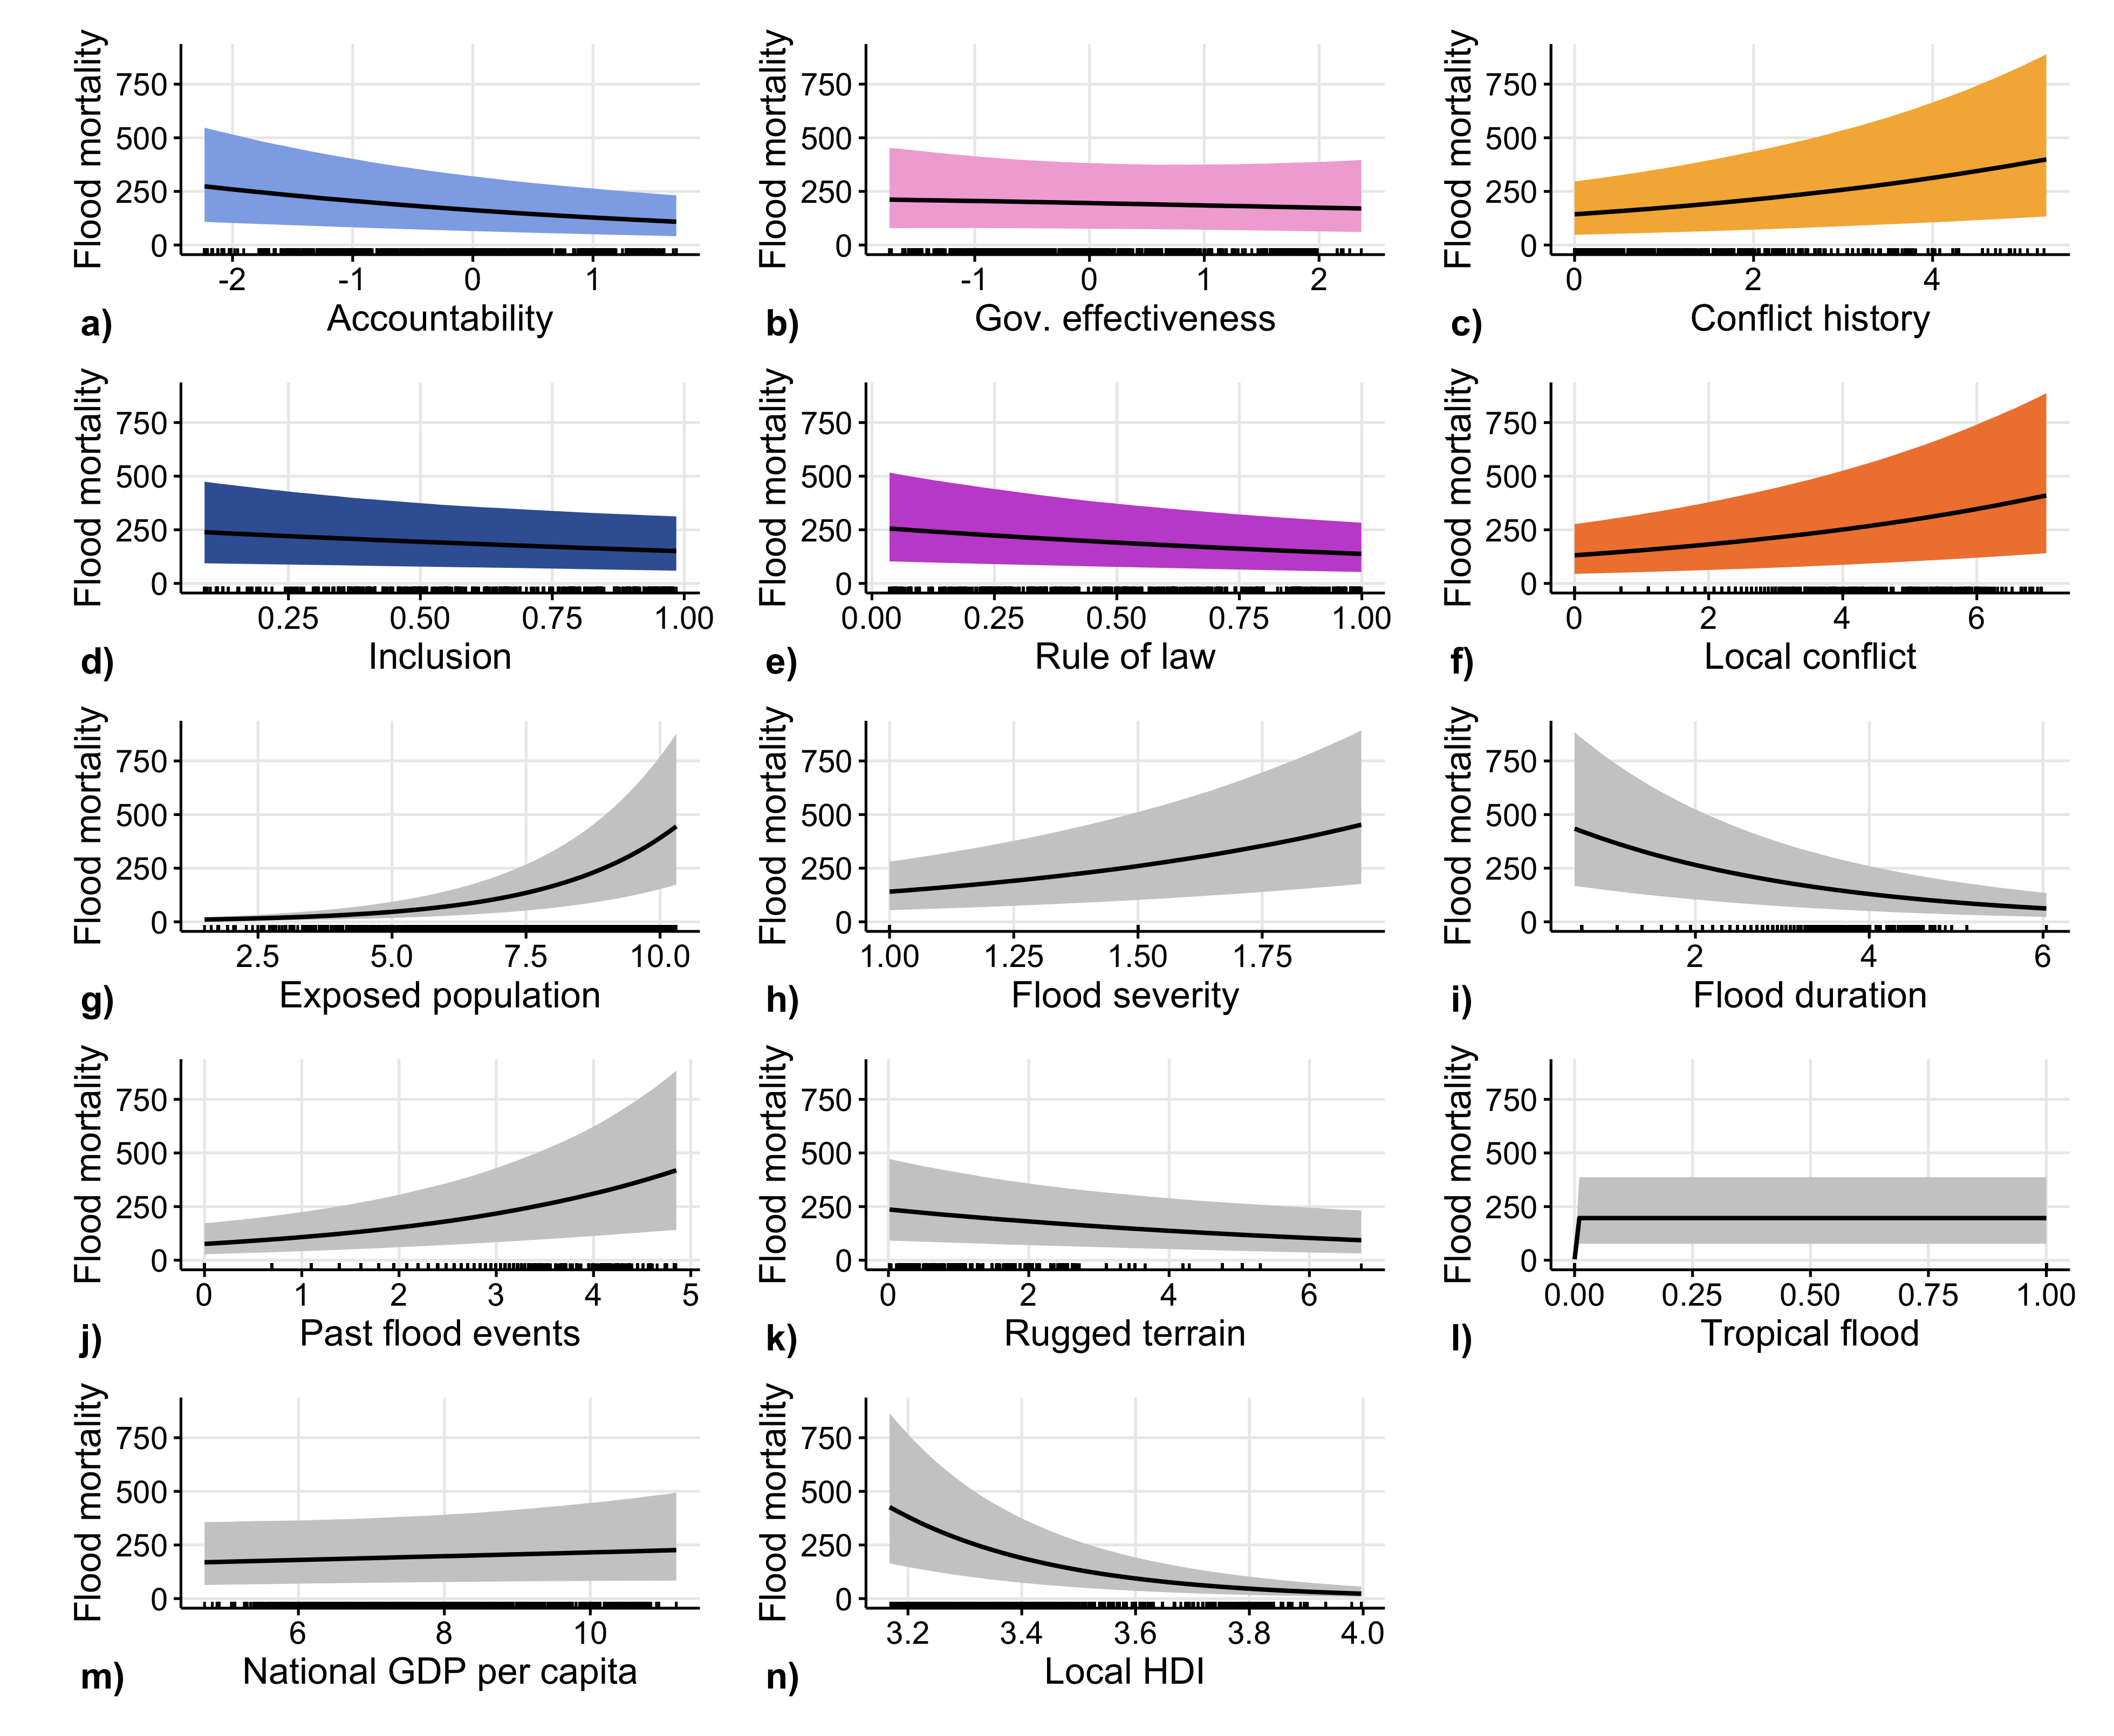 Flood mortality
750
500
250
0
-2 -1 0 1
Accountability
a)
Flood mortality
750
500
250
0
-1 0 1 2
Gov. effectiveness
b)
Flood mortality
750
500
250
0
0 2 4
Conflict history
c)
Flood mortality
750
500
250
0
0.25 0.50 0.75 1.00
Inclusion
d)
Flood mortality
750
500
250
0
0.00 0.25 0.50 0.75 1.00
Rule of law
e)
Flood mortality
750
500
250
0
0 2 4 6
Local conflict
f)
Flood mortality
750
500
250
0
2.5 5.0 7.5 10.0
Exposed population
g)
Flood mortality
750
500
250
0
1.00 1.25 1.50 1.75
Flood severity
h)
Flood mortality
750
500
250
0
2 4 6
Flood duration
i)
Flood mortality
750
500
250
0
0 1 2 3 4 5
Past flood events
j)
Flood mortality
750
500
250
0
0 2 4 6
Rugged terrain
k)
Flood mortality
750
500
250
0
0.00 0.25 0.50 0.75 1.00
Tropical flood
l)
Flood mortality
750
500
250
0
6 8 10
National GDP per capita
m)
Flood mortality
750
500
250
0
3.2 3.4 3.6 3.8 4.0
Local HDI
n)